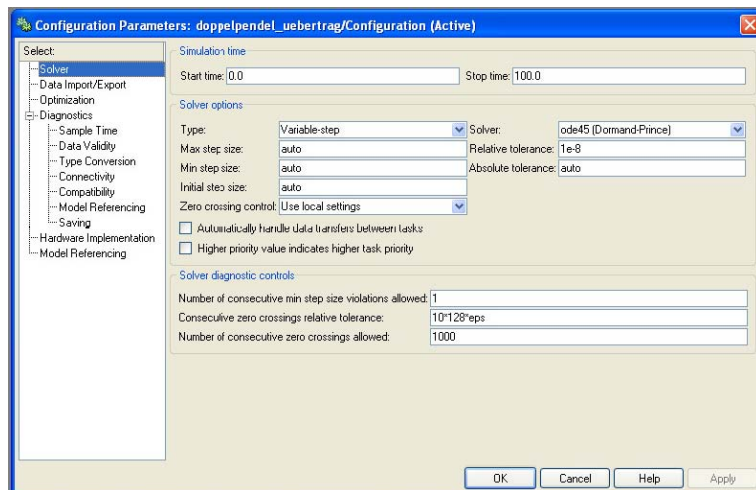 Configuration Parameters: doppelpendel_uebertrag/Configuration (Active)
Select:
Solver
Data Import/Export
Optimization
Diagnostics
Sample Time
Data Validity
Type Conversion
Connectivity
Compatibility
Model Referencing
Saving
Hardware Implementation
Model Referencing
Simulation time
Start time: 0.0 Stop time: 100.0
Solver options
Type: Variable-step Solver: ode45 (Dormand-Prince)
Max step size: auto Relative tolerance: 1e-8
Min step size: auto Absolute tolerance: auto
Initial step size: auto
Zero crossing control: Use local settings
Automatically handle data transfers between tasks
Higher priority value indicates higher task priority
Solver diagnostic controls
Number of consecutive min step size violations allowed: 1
Consecutive zero crossings relative tolerance: 10*128*eps
Number of consecutive zero crossings allowed: 1000
OK Cancel Help Apply